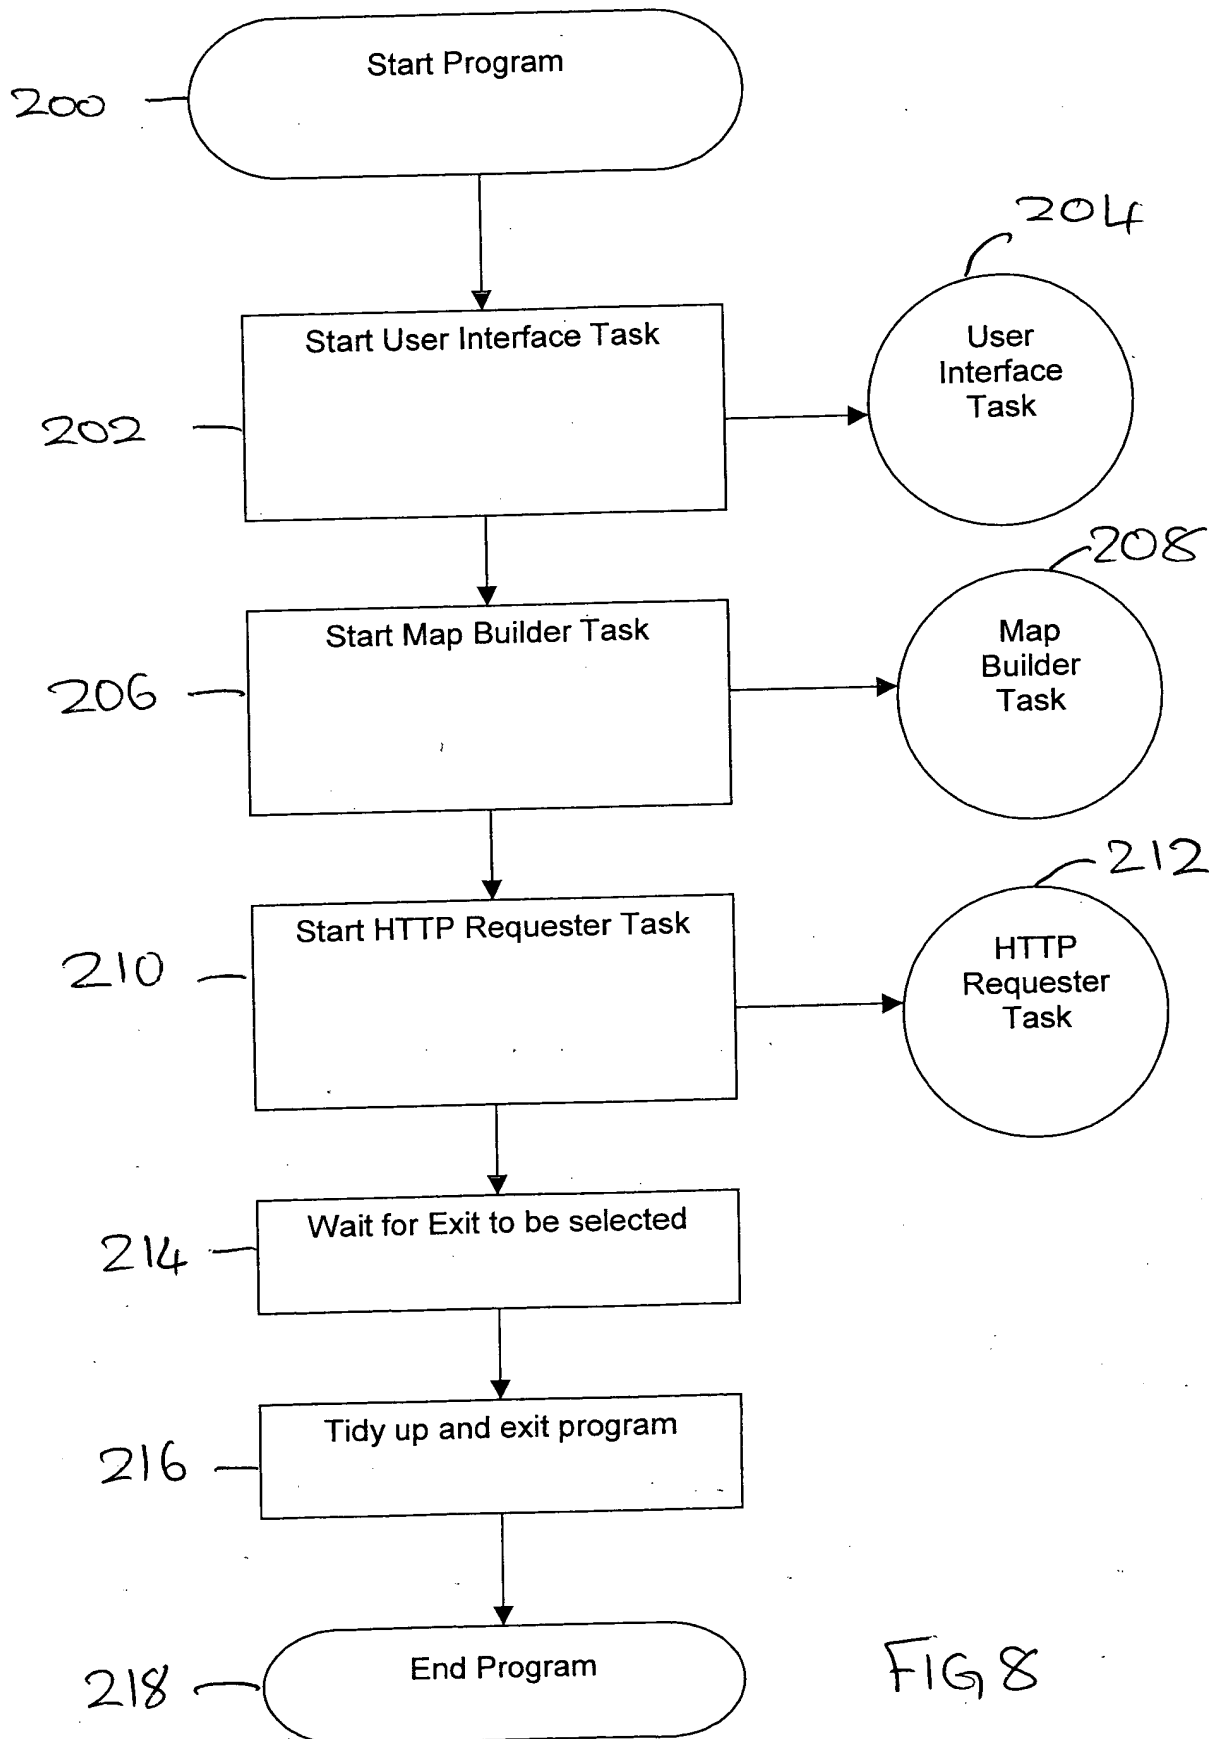 Start Program
200
204
Start User Interface Task
User
Interface
Task
202
208
Start Map Builder Task
Map
Builder
Task
206
212
Start HTTP Requester Task
HTTP
Requester
Task
210
Wait for Exit to be selected
214
Tidy up and exit program
216
End Program
218
FIG 8